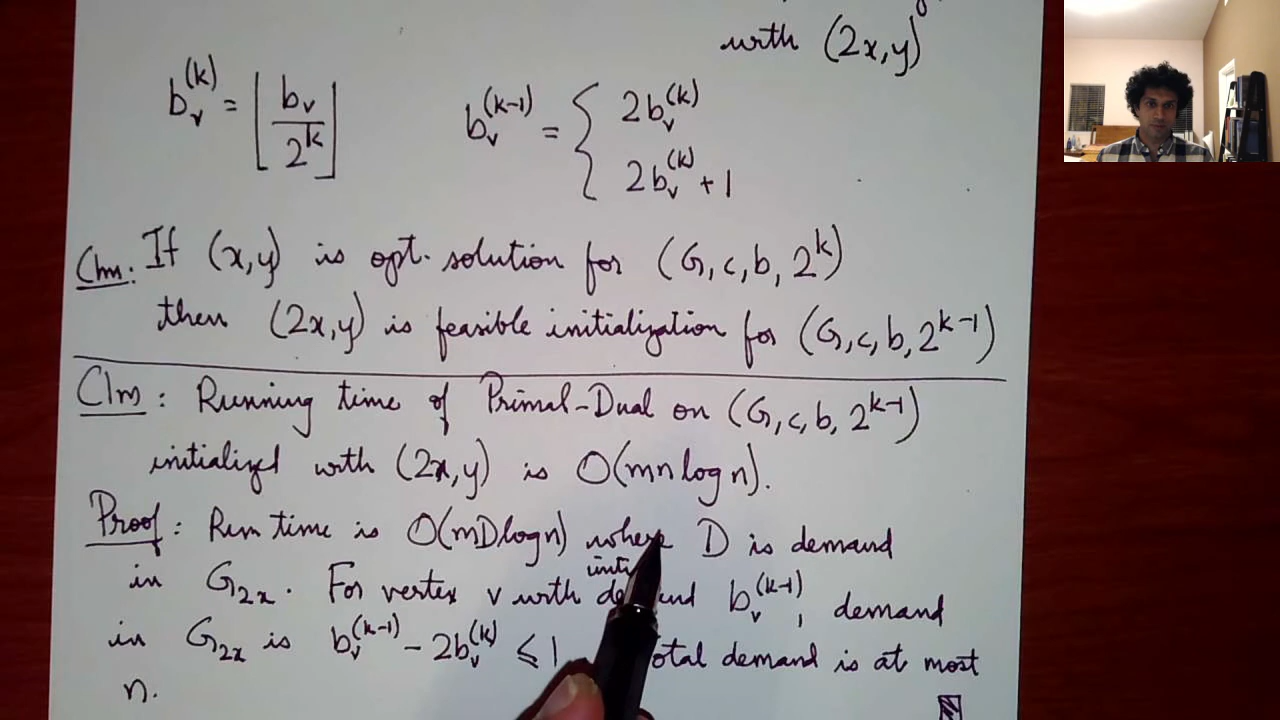 with (2x,y)
b_v^(k) = ⌊ b_v / 2^k ⌋ b_v^(k-1) = { 2b_v^(k)
2b_v^(k) + 1
Clm: If (x,y) is opt. solution for (G, c, b, 2^k)
then (2x,y) is feasible initialization for (G, c, b, 2^k-1)
Clm: Running time of Primal-Dual on (G, c, b, 2^k-1)
initialized with (2x,y) is O(mn log n).
Proof: Run time is O(mD log n) where D is demand
in G_2x. For vertex v with b_v^(k-1), demand
in G_2x is b_v^(k-1) - 2b_v^(k) ⩽ 1 total demand is at most
n.